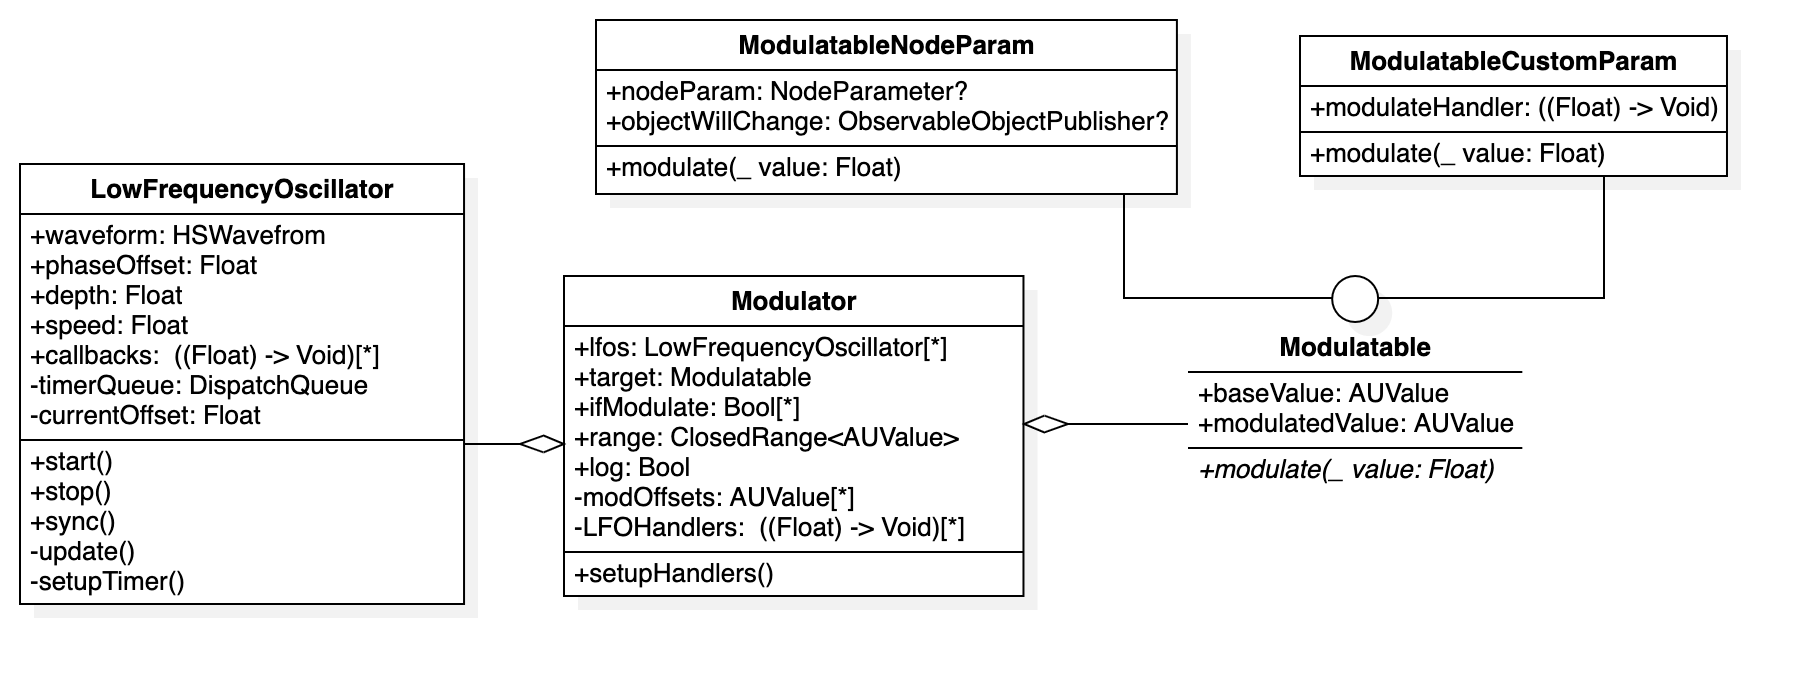 ModulatableNodeParam
+nodeParam: NodeParameter?
+objectWillChange: ObservableObjectPublisher?
+modulate(_ value: Float)
ModulatableCustomParam
+modulateHandler: ((Float) -> Void)
+modulate(_ value: Float)
LowFrequencyOscillator
+waveform: HSWavefrom
+phaseOffset: Float
+depth: Float
+speed: Float
+callbacks:  ((Float) -> Void)[*]
-timerQueue: DispatchQueue
-currentOffset: Float
+start()
+stop()
+sync()
-update()
-setupTimer()
Modulator
+lfos: LowFrequencyOscillator[*]
+target: Modulatable
+ifModulate: Bool[*]
+range: ClosedRange<AUValue>
+log: Bool
-modOffsets: AUValue[*]
-LFOHandlers:  ((Float) -> Void)[*]
+setupHandlers()
Modulatable
+baseValue: AUValue
+modulatedValue: AUValue
+modulate(_ value: Float)